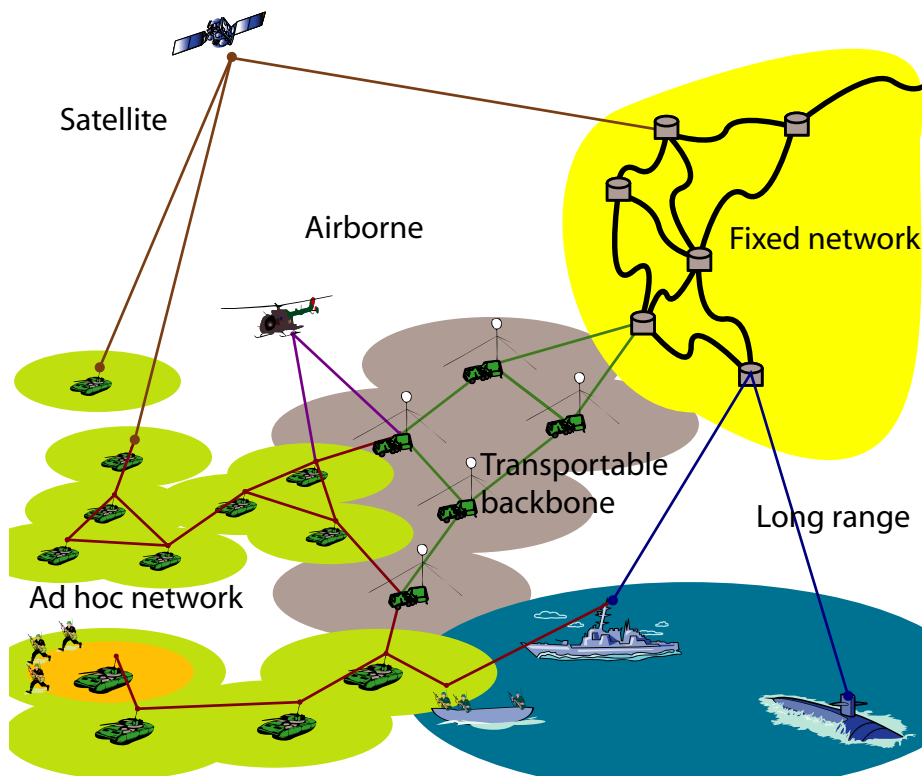 Satellite
Airborne
Fixed network
Transportable
backbone
Long range
Ad hoc network